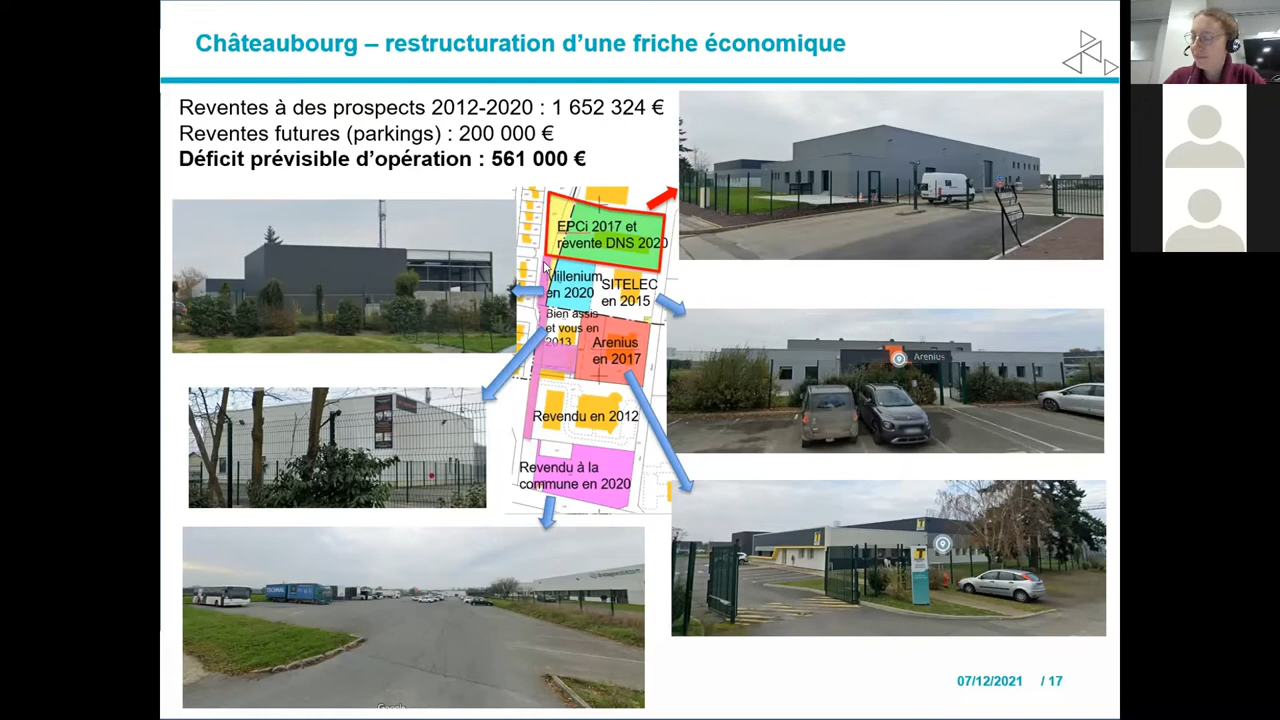 Châteaubourg – restructuration d’une friche économique
Reventes à des prospects 2012-2020 : 1 652 324 €
Reventes futures (parkings) : 200 000 €
Déficit prévisible d’opération : 561 000 €
EPCi 2017 et
revente DNS 2020
Millenium
en 2020
SITELEC
en 2015
Bien assis
et vous en
2013
Arenius
en 2017
Revendu en 2012
Revendu à la
commune en 2020
Arenius
TECHNAL
Google
07/12/2021 / 17